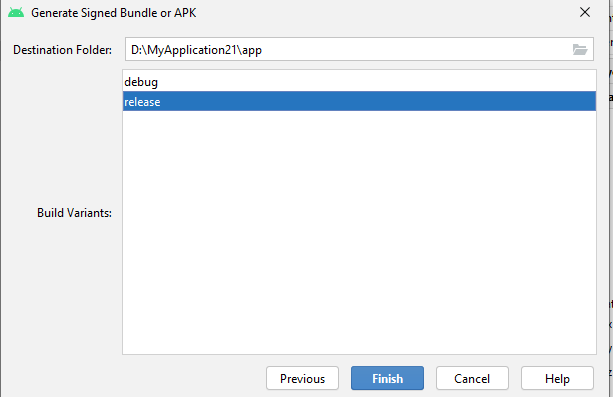 Generate Signed Bundle or APK
Destination Folder: D:\MyApplication21\app
debug
release
Build Variants:
Previous Finish Cancel Help